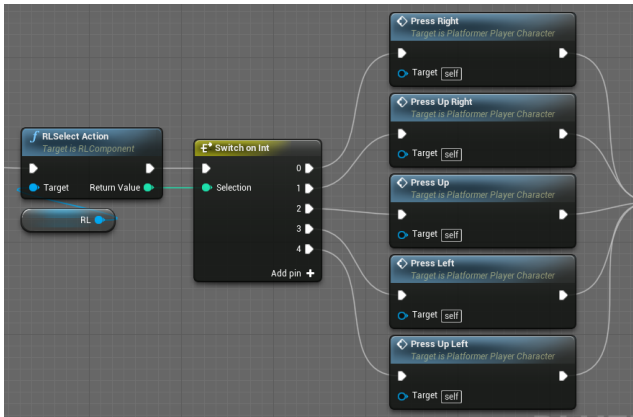 Press Right
Target is Platformer Player Character
Target self
Press Up Right
Target is Platformer Player Character
Target self
RLSelect Action
Target is RLComponent
Target Return Value
RL
Switch on Int
0
Selection 1
2
3
4
Add pin
Press Up
Target is Platformer Player Character
Target self
Press Left
Target is Platformer Player Character
Target self
Press Up Left
Target is Platformer Player Character
Target self